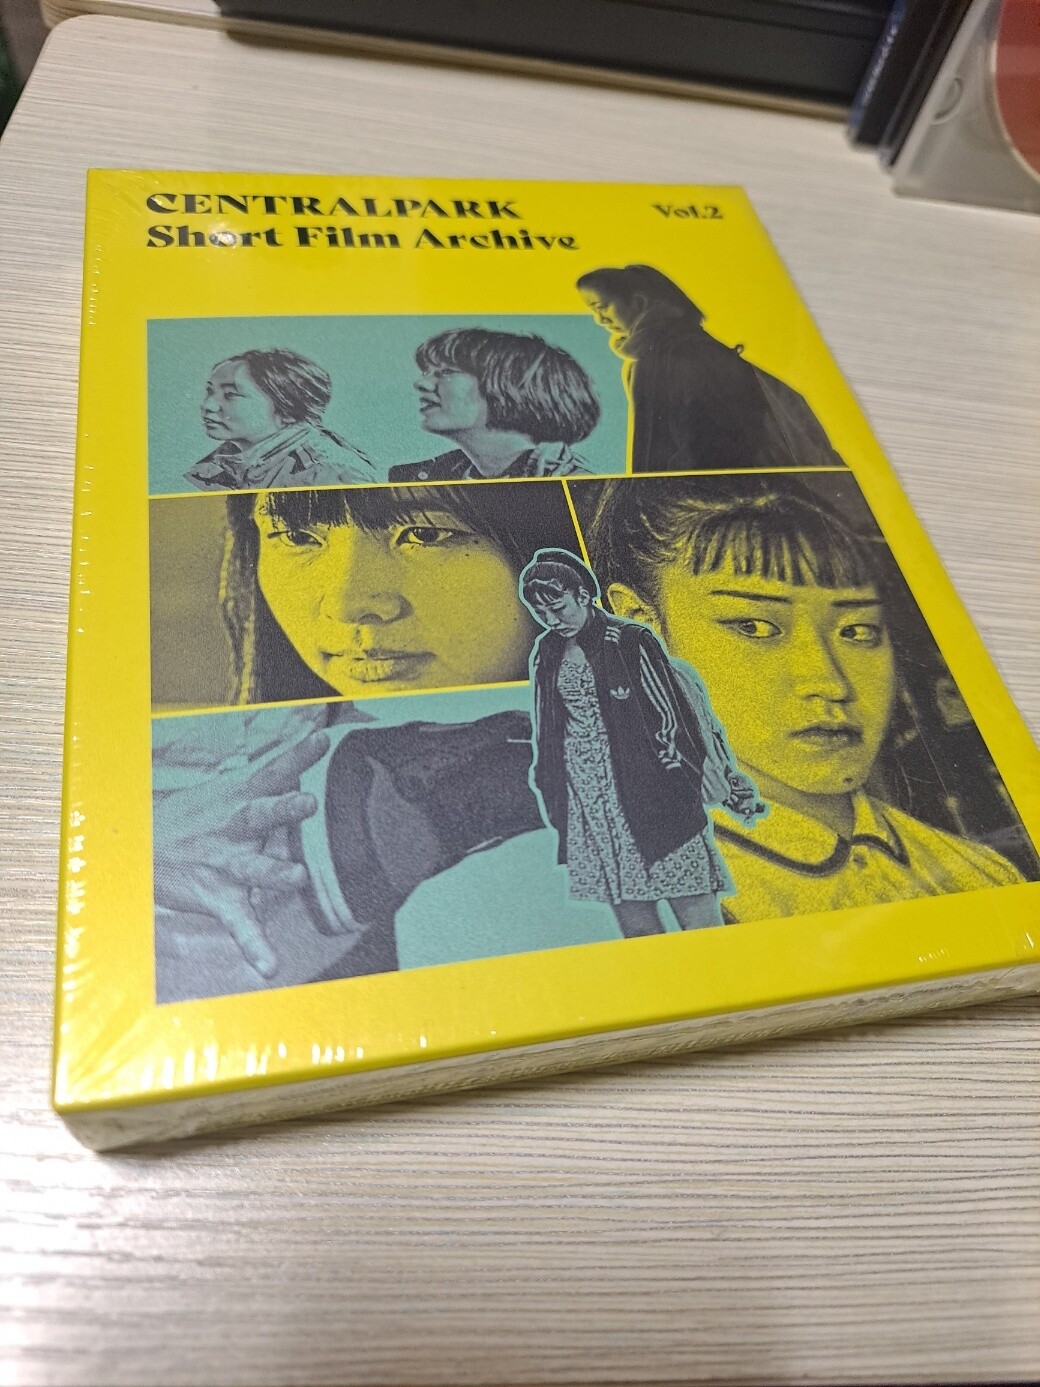 CENTRALPARK
Short Film Archive
Vol.2